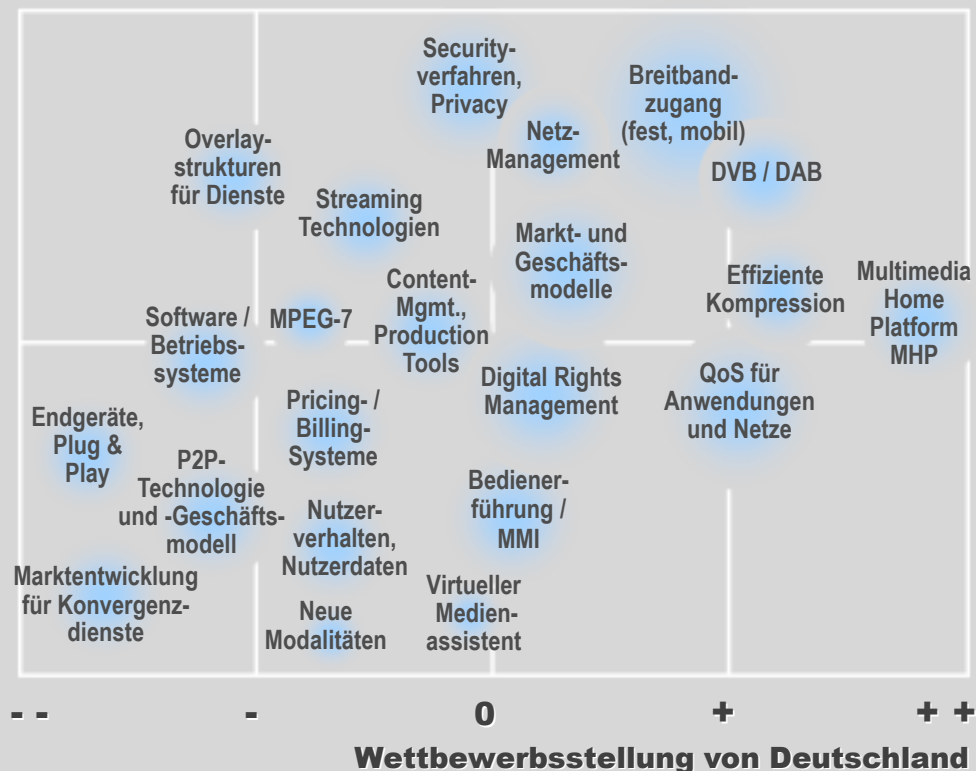 Security-
verfahren,
Privacy
Breitband-
zugang
(fest, mobil)
Netz-
Management
DVB / DAB
Overlay-
strukturen
für Dienste
Streaming
Technologien
Markt- und
Geschäfts-
modelle
Effiziente
Kompression
Multimedia
Home
Platform
MHP
Content-
Mgmt.,
Production
Tools
MPEG-7
Software /
Betriebs-
systeme
Digital Rights
Management
QoS für
Anwendungen
und Netze
Pricing- /
Billing-
Systeme
Endgeräte,
Plug &
Play
P2P-
Technologie
und -Geschäfts-
modell
Bediener-
führung /
MMI
Nutzer-
verhalten,
Nutzerdaten
Marktentwicklung
für Konvergenz-
dienste
Neue
Modalitäten
Virtueller
Medien-
assistent
- - - 0 + + +
Wettbewerbsstellung von Deutschland